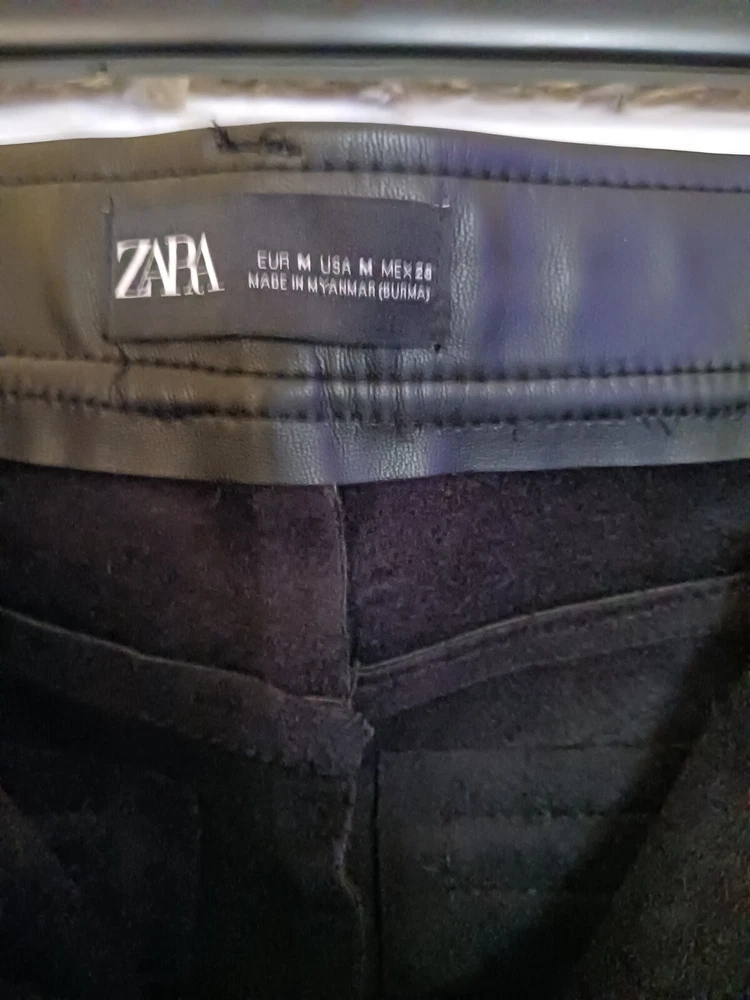 ZARA
EUR M USA M MEX 28
MADE IN MYANMAR (BURMA)